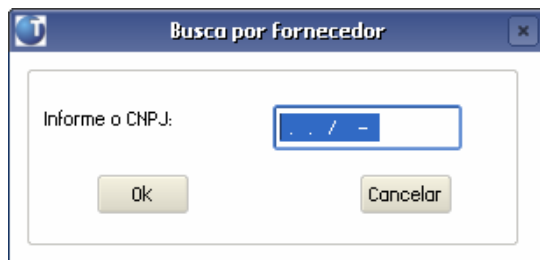 Busca por fornecedor
Informe o CNPJ: . . / -
Ok Cancelar